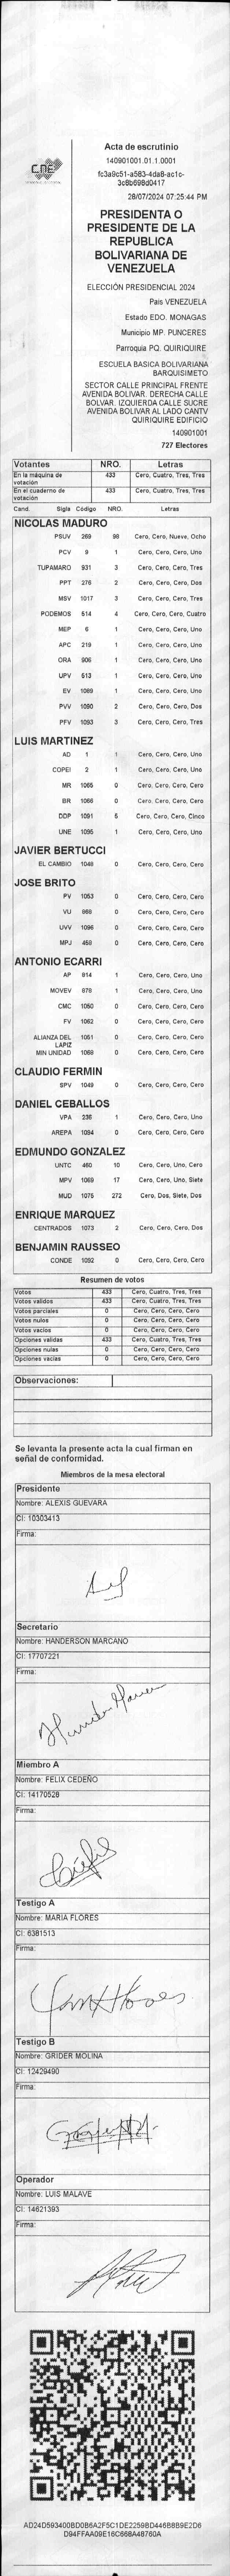 CNE
Acta de escrutinio
140901001.01.1.0001
fc3a9c51-a583-4da8-ac1c-
3c8b698d0417
28/07/2024 07:25:44 PM
PRESIDENTA O
PRESIDENTE DE LA
REPUBLICA
BOLIVARIANA DE
VENEZUELA
ELECCIÓN PRESIDENCIAL 2024
País VENEZUELA
Estado EDO. MONAGAS
Municipio MP. PUNCERES
Parroquia PQ. QUIRIQUIRE
ESCUELA BASICA BOLIVARIANA
BARQUISIMETO
SECTOR CALLE PRINCIPAL FRENTE
AVENIDA BOLIVAR. DERECHA CALLE
BOLVAR. IZQUIERDA CALLE SUCRE
AVENIDA BOLIVAR AL LADO CANTV
QUIRIQUIRE EDIFICIO
140901001
727 Electores
Votantes NRO. Letras
En la máquina de votación 433 Cero, Cuatro, Tres, Tres
En el cuaderno de votación 433 Cero, Cuatro, Tres, Tres
Cand. Sigla Código NRO. Letras
NICOLAS MADURO
PSUV 269 98 Cero, Cero, Nueve, Ocho
PCV 9 1 Cero, Cero, Cero, Uno
TUPAMARO 931 3 Cero, Cero, Cero, Tres
PPT 276 2 Cero, Cero, Cero, Dos
MSV 1017 3 Cero, Cero, Cero, Tres
PODEMOS 514 4 Cero, Cero, Cero, Cuatro
MEP 6 1 Cero, Cero, Cero, Uno
APC 219 1 Cero, Cero, Cero, Uno
ORA 906 1 Cero, Cero, Cero, Uno
UPV 513 1 Cero, Cero, Cero, Uno
EV 1089 1 Cero, Cero, Cero, Uno
PVV 1090 2 Cero, Cero, Cero, Dos
PFV 1093 3 Cero, Cero, Cero, Tres
LUIS MARTINEZ
AD 1 1 Cero, Cero, Cero, Uno
COPEI 2 1 Cero, Cero, Cero, Uno
MR 1065 0 Cero, Cero, Cero, Cero
BR 1066 0 Cero, Cero, Cero, Cero
DDP 1091 5 Cero, Cero, Cero, Cinco
UNE 1095 1 Cero, Cero, Cero, Uno
JAVIER BERTUCCI
EL CAMBIO 1048 0 Cero, Cero, Cero, Cero
JOSE BRITO
PV 1053 0 Cero, Cero, Cero, Cero
VU 868 0 Cero, Cero, Cero, Cero
UVV 1096 0 Cero, Cero, Cero, Cero
MPJ 458 0 Cero, Cero, Cero, Cero
ANTONIO ECARRI
AP 814 1 Cero, Cero, Cero, Uno
MOVEV 878 1 Cero, Cero, Cero, Uno
CMC 1050 0 Cero, Cero, Cero, Cero
FV 1062 0 Cero, Cero, Cero, Cero
ALIANZA DEL LAPIZ 1051 0 Cero, Cero, Cero, Cero
MIN UNIDAD 1068 0 Cero, Cero, Cero, Cero
CLAUDIO FERMIN
SPV 1049 0 Cero, Cero, Cero, Cero
DANIEL CEBALLOS
VPA 236 1 Cero, Cero, Cero, Uno
AREPA 1094 0 Cero, Cero, Cero, Cero
EDMUNDO GONZALEZ
UNTC 460 10 Cero, Cero, Uno, Cero
MPV 1069 17 Cero, Cero, Uno, Siete
MUD 1075 272 Cero, Dos, Siete, Dos
ENRIQUE MARQUEZ
CENTRADOS 1073 2 Cero, Cero, Cero, Dos
BENJAMIN RAUSSEO
CONDE 1092 0 Cero, Cero, Cero, Cero
Resumen de votos
Votos 433 Cero, Cuatro, Tres, Tres
Votos validos 433 Cero, Cuatro, Tres, Tres
Votos parciales 0 Cero, Cero, Cero, Cero
Votos nulos 0 Cero, Cero, Cero, Cero
Votos vacios 0 Cero, Cero, Cero, Cero
Opciones validas 433 Cero, Cuatro, Tres, Tres
Opciones nulas 0 Cero, Cero, Cero, Cero
Opciones vacias 0 Cero, Cero, Cero, Cero
Observaciones:
Se levanta la presente acta la cual firman en
señal de conformidad.
Miembros de la mesa electoral
Presidente
Nombre: ALEXIS GUEVARA
CI: 10303413
Firma:
Secretario
Nombre: HANDERSON MARCANO
CI: 17707221
Firma:
Miembro A
Nombre: FELIX CEDEÑO
CI: 14170528
Firma:
Testigo A
Nombre: MARIA FLORES
CI: 6381513
Firma:
Testigo B
Nombre: GRIDER MOLINA
CI: 12429490
Firma:
Operador
Nombre: LUIS MALAVE
CI: 14621393
Firma:
AD24D593400BD0B6A2F5C1DE2259BD446B8B9E2D6
D94FFAA09E16C668A48760A